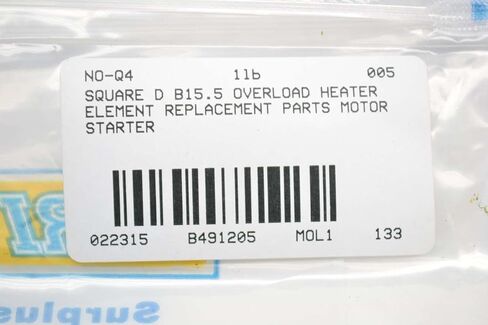 NO-Q4 1lb 005
SQUARE D B15.5 OVERLOAD HEATER
ELEMENT REPLACEMENT PARTS MOTOR
STARTER
022315 B491205 MOL1 133
RI
Surplus